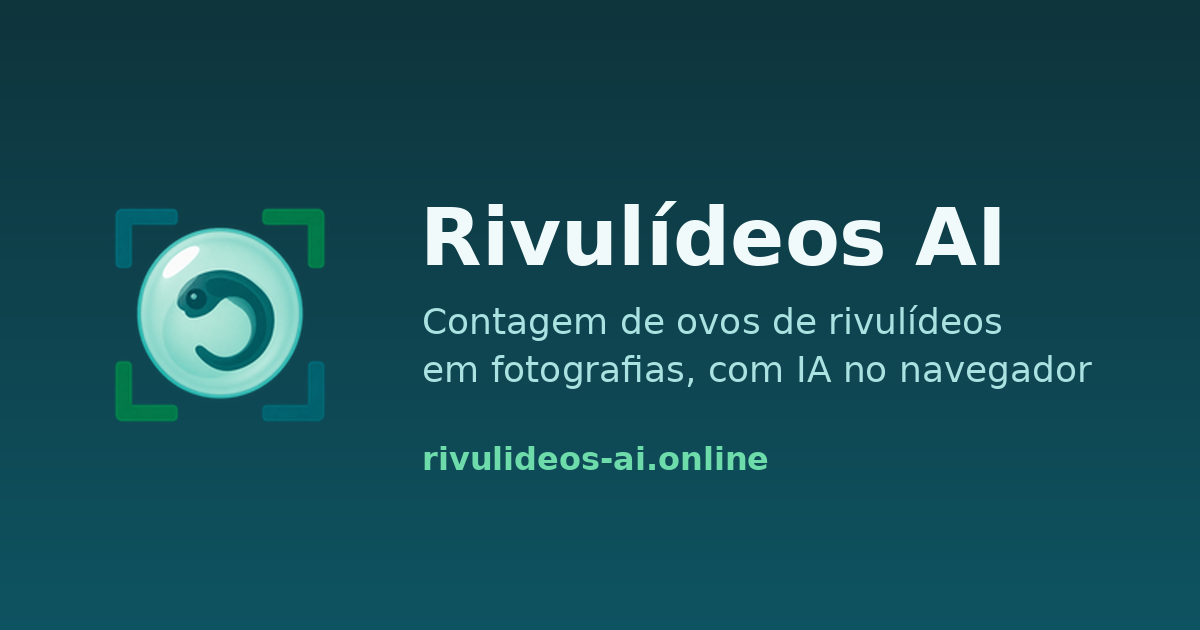 Rivulídeos AI
Contagem de ovos de rivulídeos
em fotografias, com IA no navegador
rivulideos-ai.online